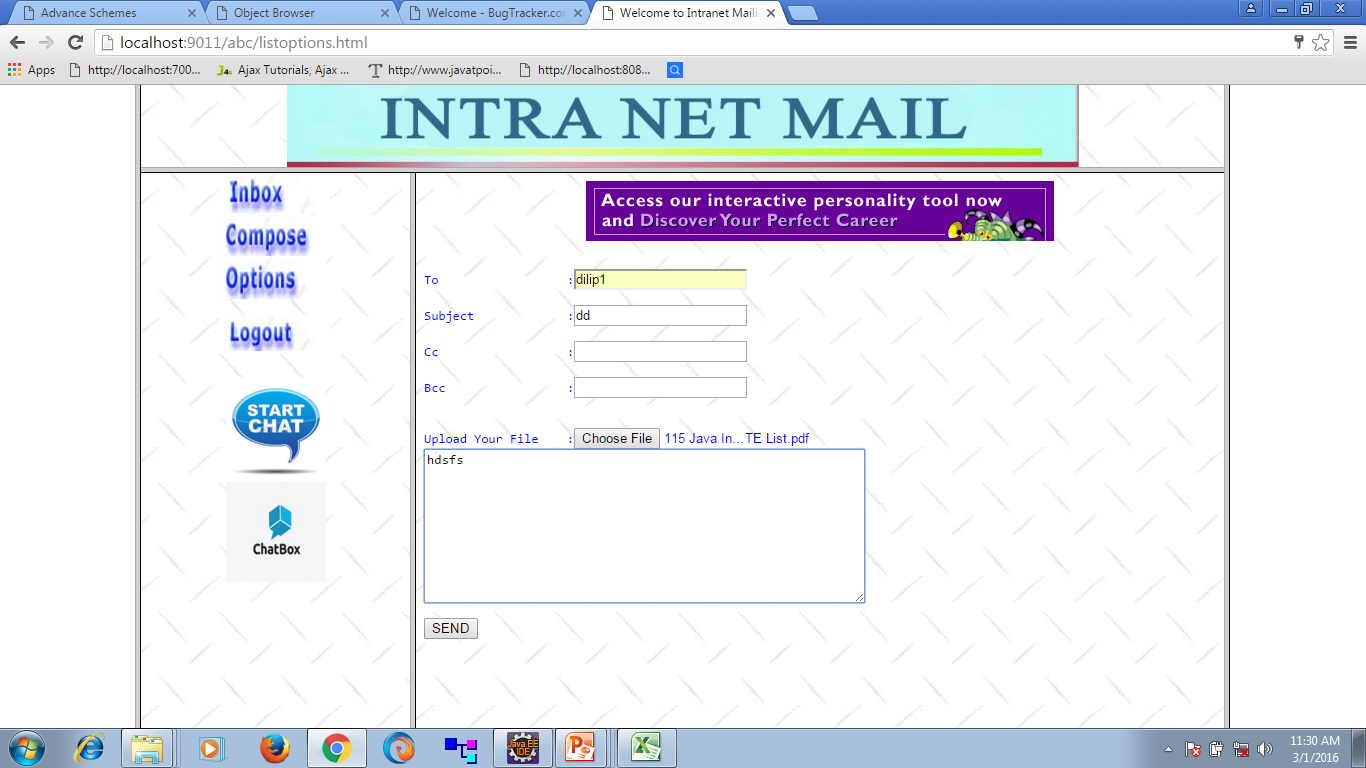 Advance Schemes
Object Browser
Welcome - BugTracker.co
Welcome to Intranet Maili
localhost:9011/abc/listoptions.html
Apps
http://localhost:700...
Ajax Tutorials, Ajax ...
http://www.javatpoi...
http://localhost:808...
INTRA NET MAIL
Inbox
Compose
Options
Logout
START
CHAT
ChatBox
Access our interactive personality tool now
and Discover Your Perfect Career
To :dilip1
Subject :dd
Cc :
Bcc :
Upload Your File :Choose File 115 Java In...TE List.pdf
hdsfs
SEND
Java EE
IDE
11:30 AM
3/1/2016